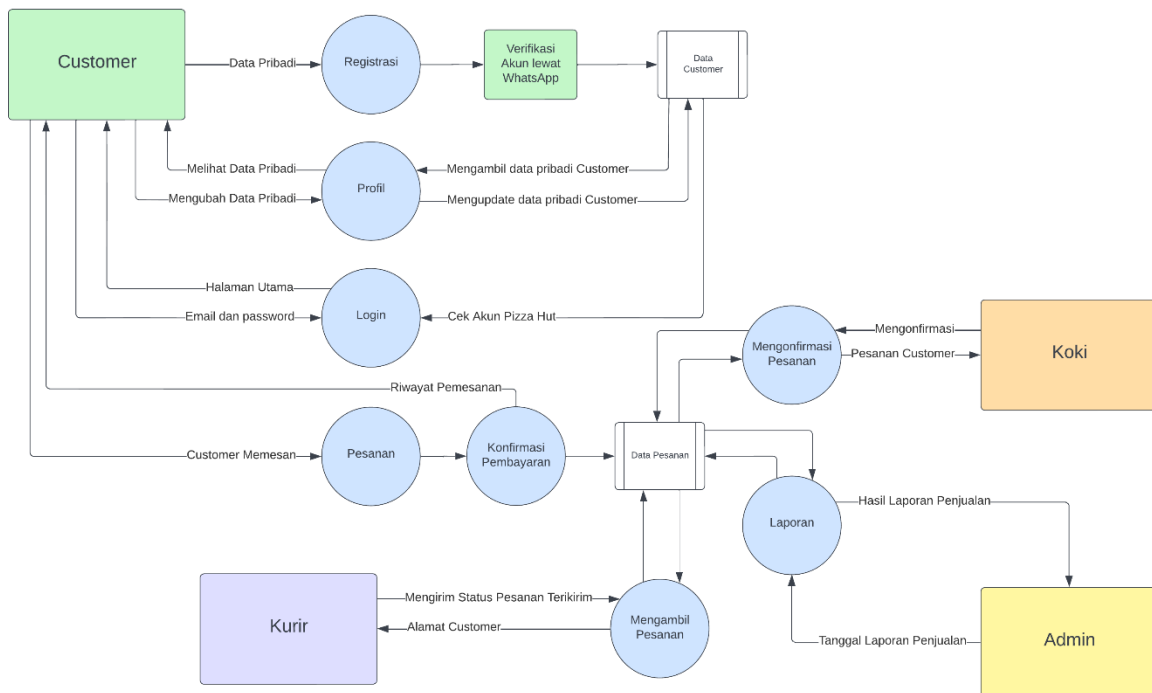 Customer
Data Pribadi
Registrasi
Verifikasi
Akun lewat
WhatsApp
Data
Customer
Melihat Data Pribadi
Mengambil data pribadi Customer
Profil
Mengubah Data Pribadi
Mengupdate data pribadi Customer
Halaman Utama
Login
Email dan password
Cek Akun Pizza Hut
Mengonfirmasi
Pesanan
Mengonfirmasi
Pesanan Customer
Koki
Riwayat Pemesanan
Customer Memesan
Pesanan
Konfirmasi
Pembayaran
Data Pesanan
Laporan
Hasil Laporan Penjualan
Kurir
Mengirim Status Pesanan Terikirim
Alamat Customer
Mengambil
Pesanan
Tanggal Laporan Penjualan
Admin